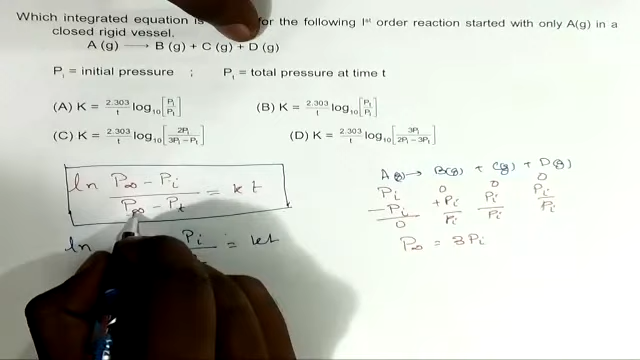 Which integrated equation is for the following Ist order reaction started with only A(g) in a
closed rigid vessel.
A (g) ⟶ B (g) + C (g) + D (g)
Pi = initial pressure ; Pt = total pressure at time t
(A) K = 2.303/t log10 [Pi/Pt] (B) K = 2.303/t log10 [Pt/Pi]
(C) K = 2.303/t log10 [2Pi/3Pi−Pt] (D) K = 2.303/t log10 [3Pi/2Pi−3Pt]
ln P∞ − Pi / P∞ − Pt = kt
ln Pi = kt
A(g) → B(g) + C(g) + D(g)
Pi 0 0 0
−Pi +Pi Pi Pi
0 Pi Pi Pi
P∞ = 3Pi